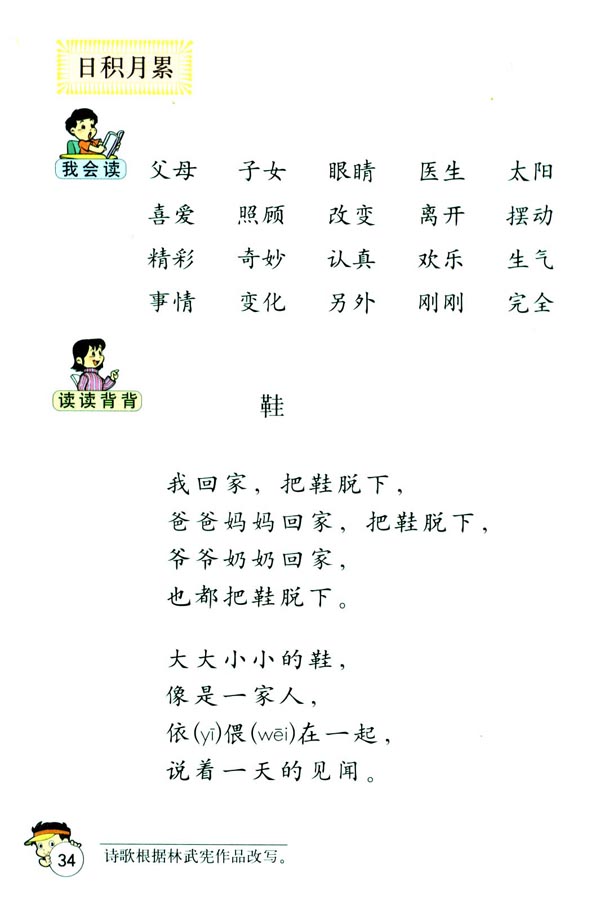 日积月累
我会读
父母 子女 眼睛 医生 太阳
喜爱 照顾 改变 离开 摆动
精彩 奇妙 认真 欢乐 生气
事情 变化 另外 刚刚 完全
读读背背
鞋
我回家，把鞋脱下，
爸爸妈妈回家，把鞋脱下，
爷爷奶奶回家，
也都把鞋脱下。
大大小小的鞋，
像是一家人，
依(yī)偎(wēi)在一起，
说着一天的见闻。
34
诗歌根据林武宪作品改写。